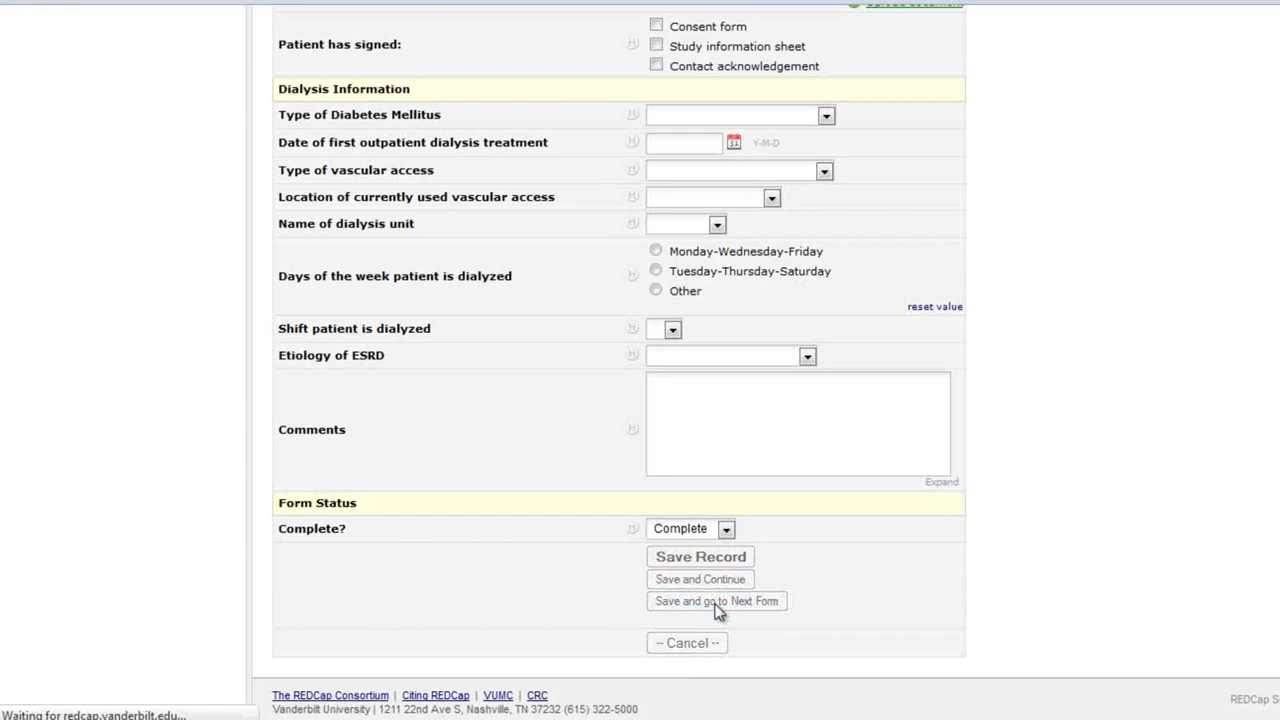 Patient has signed:
Consent form
Study information sheet
Contact acknowledgement
Dialysis Information
Type of Diabetes Mellitus
Date of first outpatient dialysis treatment
31
Y-M-D
Type of vascular access
Location of currently used vascular access
Name of dialysis unit
Days of the week patient is dialyzed
Monday-Wednesday-Friday
Tuesday-Thursday-Saturday
Other
reset value
Shift patient is dialyzed
Etiology of ESRD
Comments
Expand
Form Status
Complete?
Complete
Save Record
Save and Continue
Save and go to Next Form
-- Cancel --
The REDCap Consortium | Citing REDCap | VUMC | CRC
Vanderbilt University | 1211 22nd Ave S, Nashville, TN 37232 (615) 322-5000
REDCap S
Waiting for redcap.vanderbilt.edu...